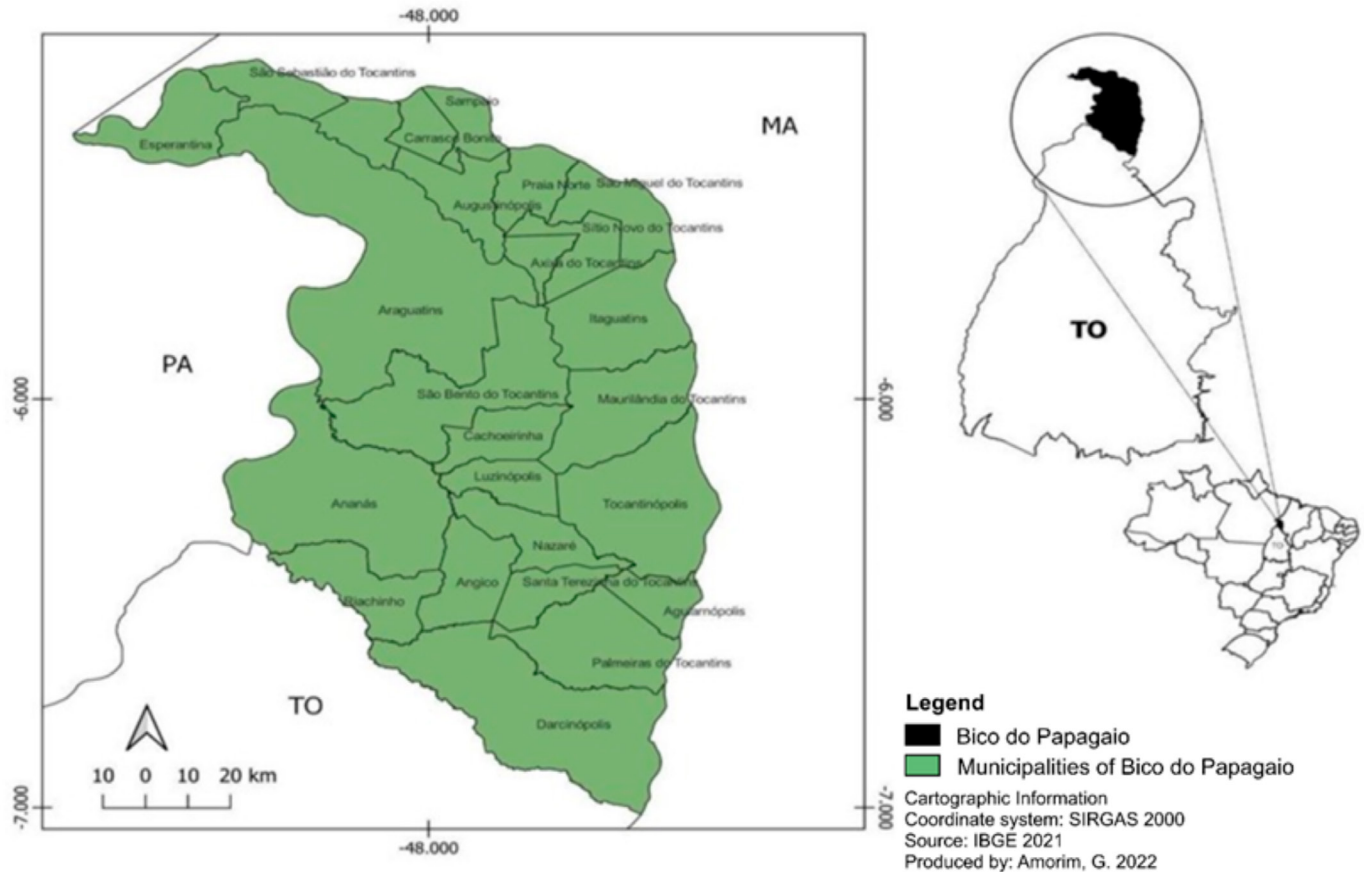 -48.000
São Sebastião do Tocantins
Sampaio
MA
Carrasco Bonito
Esperantina
Praia Norte
São Miguel do Tocantins
Augustinópolis
Sítio Novo do Tocantins
Axixá do Tocantins
Araguatins
Itaguatins
TO
PA
-6.000
-6.000
São Bento do Tocantins
Maurilândia do Tocantins
Cachoeirinha
Luzinópolis
Ananás
Tocantinópolis
Nazaré
TO
Angico
Santa Terezinha do Tocantins
Riachinho
Aguiarnópolis
Palmeiras do Tocantins
TO
Darcinópolis
10 0 10 20 km
-7.000
-7.000
-48.000
Legend
Bico do Papagaio
Municipalities of Bico do Papagaio
Cartographic Information
Coordinate system: SIRGAS 2000
Source: IBGE 2021
Produced by: Amorim, G. 2022